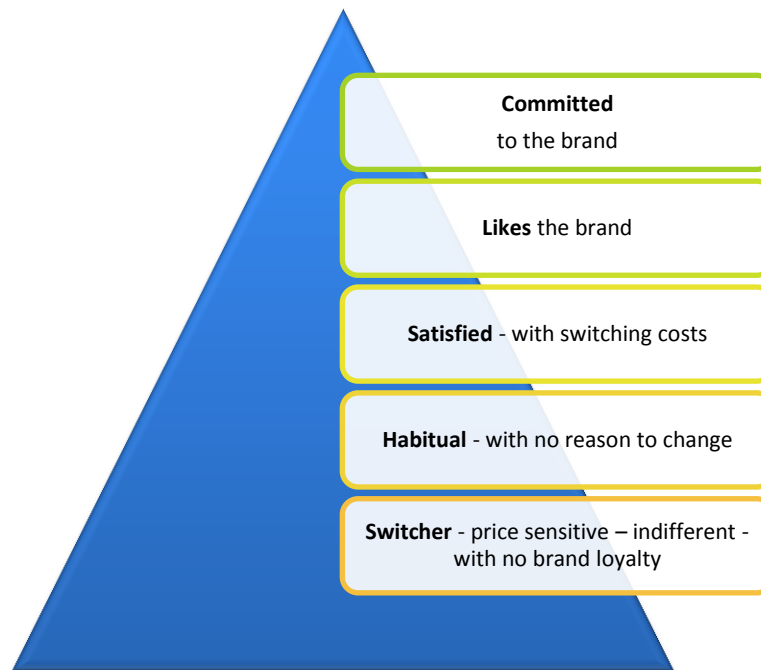 Committed
to the brand
Likes the brand
Satisfied - with switching costs
Habitual - with no reason to change
Switcher - price sensitive – indifferent -
with no brand loyalty